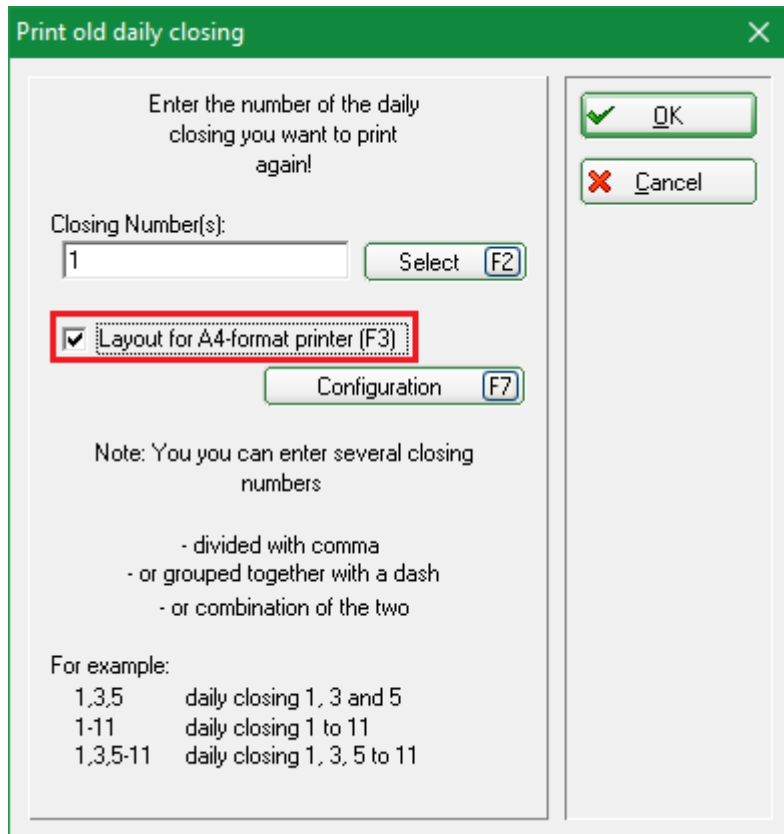 Print old daily closing
Enter the number of the daily
closing you want to print
again!
OK
Cancel
Closing Number(s):
1
Select F2
Layout for A4-format printer (F3)
Configuration F7
Note: You you can enter several closing
numbers
- divided with comma
- or grouped together with a dash
- or combination of the two
For example:
1,3,5 daily closing 1, 3 and 5
1-11 daily closing 1 to 11
1,3,5-11 daily closing 1, 3, 5 to 11